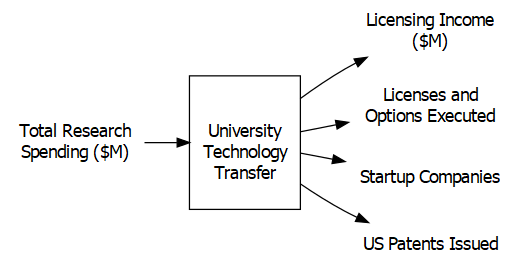 Total Research
Spending ($M)
University
Technology
Transfer
Licensing Income
($M)
Licenses and
Options Executed
Startup Companies
US Patents Issued